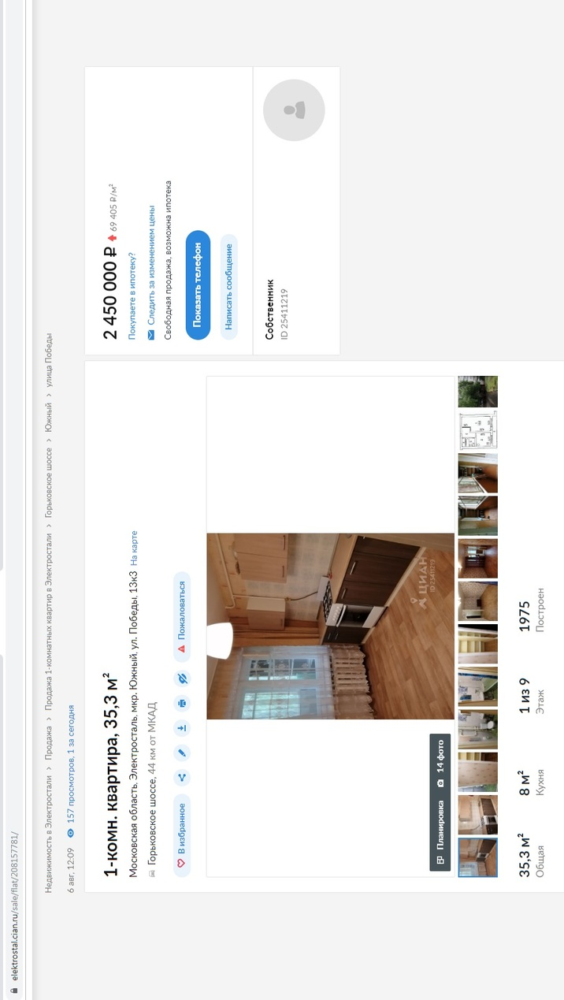 elektrostal.cian.ru/sale/flat/208157781/
Недвижимость в Электростали > Продажа > Продажа 1-комнатных квартир в Электростали > Горьковское шоссе > Южный > улица Победы
6 авг, 12:09 157 просмотров, 1 за сегодня
1-комн. квартира, 35,3 м²
Московская область, Электросталь, мкр. Южный, ул. Победы, 13к3 На карте
Горьковское шоссе, 44 км от МКАД
В избранное
Пожаловаться
ЦИАН
ID 25411219
Планировка
14 фото
35,3 м²
Общая
8 м²
Кухня
1 из 9
Этаж
1975
Построен
2 450 000 ₽ 69 405 ₽/м²
Покупаете в ипотеку?
Следить за изменением цены
Свободная продажа, возможна ипотека
Показать телефон
Написать сообщение
Собственник
ID 25411219